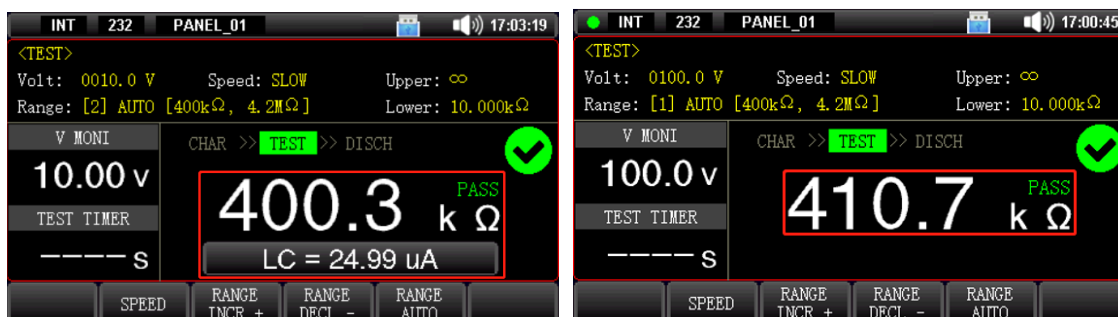 INT 232 PANEL_01 17:03:19
<TEST>
Volt: 0010.0 V Speed: SLOW Upper: ∞
Range: [2] AUTO [400kΩ, 4.2MΩ] Lower: 10.000kΩ
V MONI
CHAR >> TEST >> DISCH
10.00 v
400.3 PASS
k Ω
TEST TIMER
---- s
LC = 24.99 uA
SPEED
RANGE INCR +
RANGE DECL -
RANGE AUTO
INT 232 PANEL_01 17:00:45
<TEST>
Volt: 0100.0 V Speed: SLOW Upper: ∞
Range: [1] AUTO [400kΩ, 4.2MΩ] Lower: 10.000kΩ
V MONI
CHAR >> TEST >> DISCH
100.0 v
410.7 PASS
k Ω
TEST TIMER
---- s
SPEED
RANGE INCR +
RANGE DECL -
RANGE AUTO